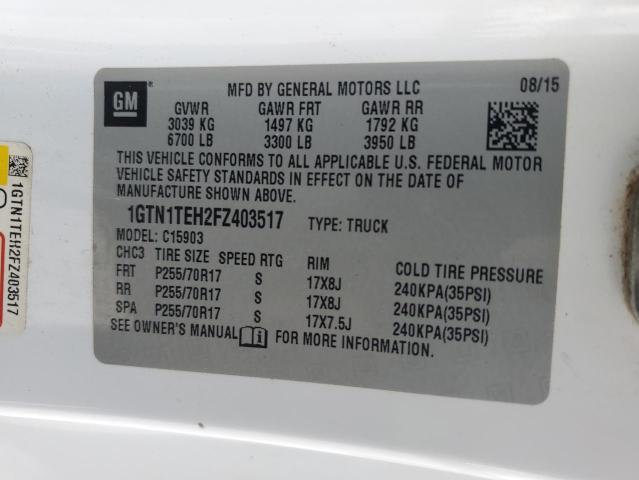 GM
MFD BY GENERAL MOTORS LLC
08/15
GVWR GAWR FRT GAWR RR
3039 KG 1497 KG 1792 KG
6700 LB 3300 LB 3950 LB
THIS VEHICLE CONFORMS TO ALL APPLICABLE U.S. FEDERAL MOTOR
VEHICLE SAFETY STANDARDS IN EFFECT ON THE DATE OF
MANUFACTURE SHOWN ABOVE.
1GTN1TEH2FZ403517 TYPE: TRUCK
MODEL: C15903
CHC3 TIRE SIZE SPEED RTG RIM COLD TIRE PRESSURE
FRT P255/70R17 S 17X8J 240KPA(35PSI)
RR P255/70R17 S 17X8J 240KPA(35PSI)
SPA P255/70R17 S 17X7.5J 240KPA(35PSI)
SEE OWNER'S MANUAL FOR MORE INFORMATION.
1GTN1TEH2FZ403517